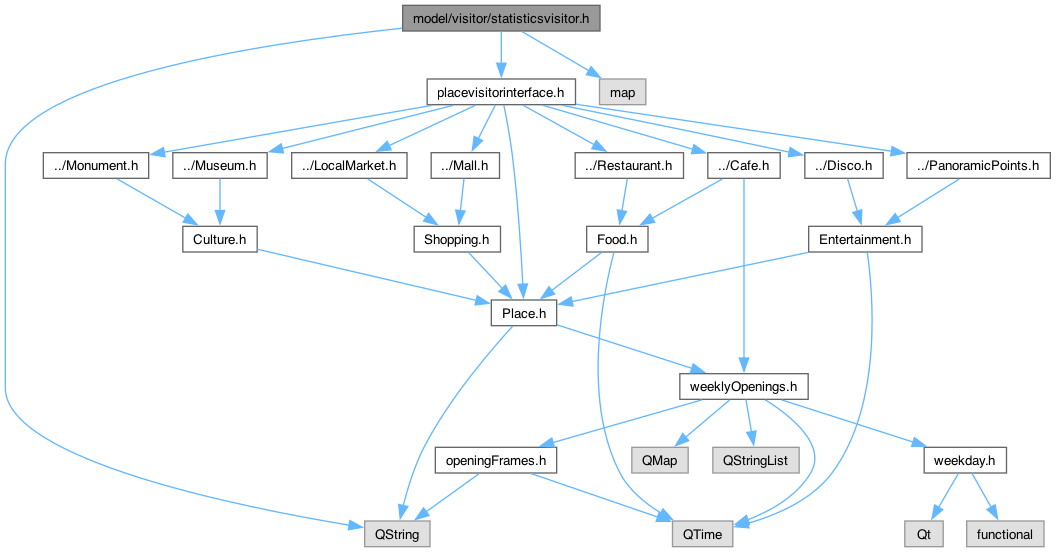 model/visitor/statisticsvisitor.h
placevisitorinterface.h
map
../Monument.h
../Museum.h
../LocalMarket.h
../Mall.h
../Restaurant.h
../Cafe.h
../Disco.h
../PanoramicPoints.h
Culture.h
Shopping.h
Food.h
Entertainment.h
Place.h
weeklyOpenings.h
openingFrames.h
QMap
QStringList
weekday.h
QString
QTime
Qt
functional